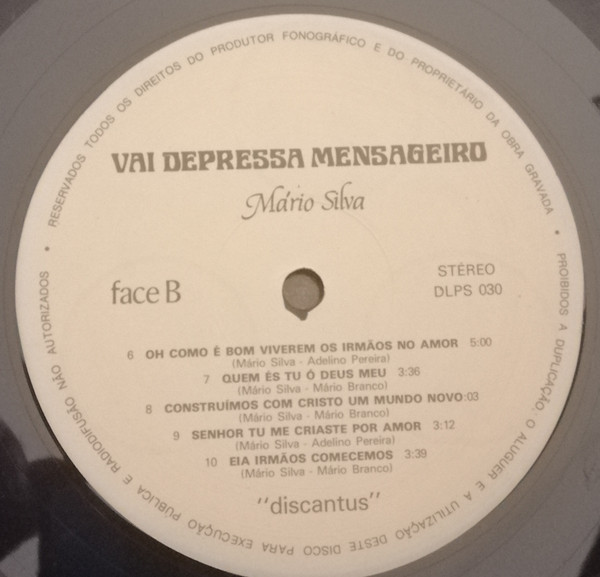 RESERVADOS TODOS OS DIREITOS DO PRODUTOR FONOGRÁFICO E DO PROPRIETÁRIO DA OBRA GRAVADA • PROIBIDOS A DUPLICAÇÃO, O ALUGUER E A UTILIZAÇÃO DESTE DISCO PARA EXECUÇÃO PÚBLICA E RADIODIFUSÃO NÃO AUTORIZADOS •
VAI DEPRESSA MENSAGEIRO
Mário Silva
face B
STÉREO
DLPS 030
6 OH COMO É BOM VIVEREM OS IRMÃOS NO AMOR 5:00
(Mário Silva - Adelino Pereira)
7 QUEM ÉS TU Ó DEUS MEU 3:36
(Mário Silva - Mário Branco)
8 CONSTRUÍMOS COM CRISTO UM MUNDO NOVO:03
(Mário Silva - Mário Branco)
9 SENHOR TU ME CRIASTE POR AMOR 3:12
(Mário Silva - Adelino Pereira)
10 EIA IRMÃOS COMECEMOS 3:39
(Mário Silva - Mário Branco)
"discantus"